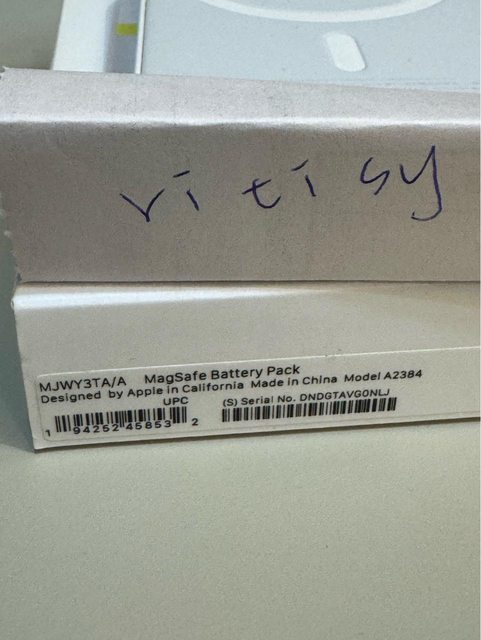 ri ti sy
MJWY3TA/A MagSafe Battery Pack
Designed by Apple in California Made in China Model A2384
UPC
(S) Serial No. DNDGTAVG0NLJ
1 94252 45853 2